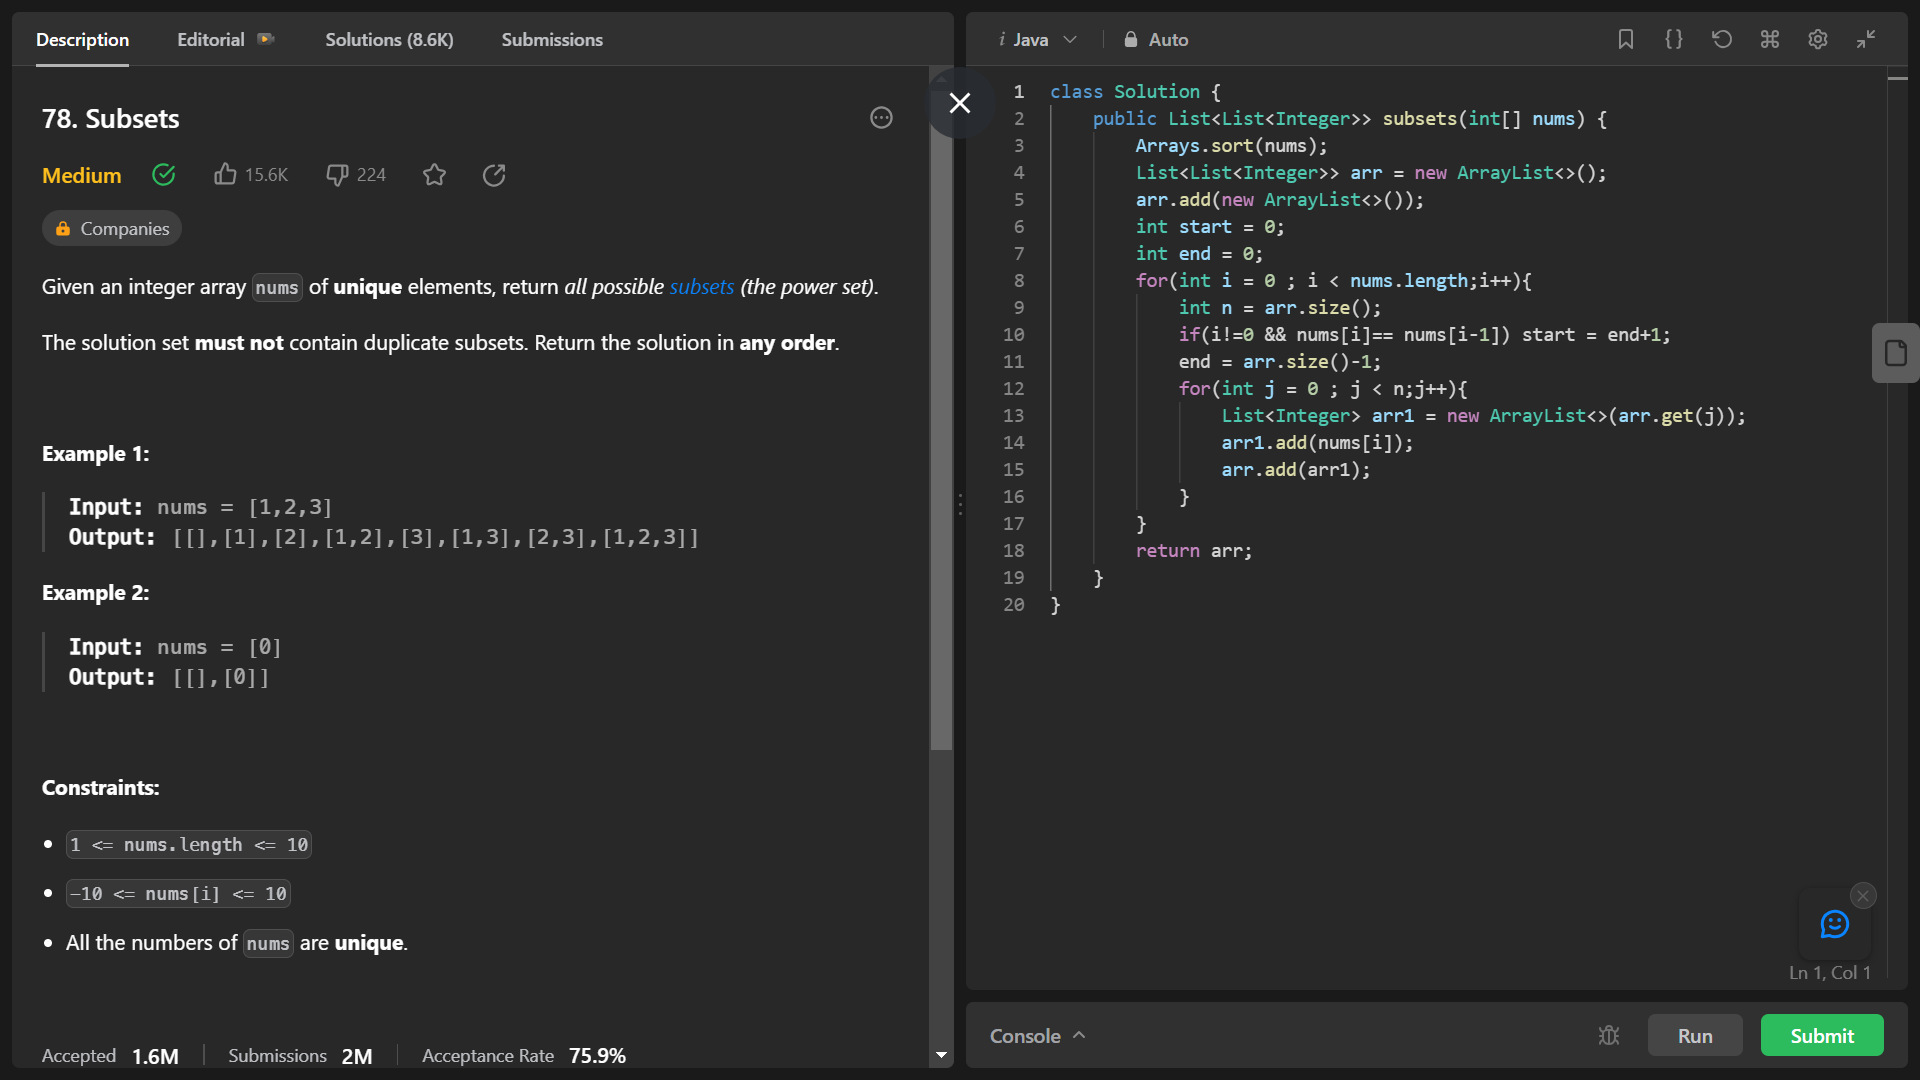 Description
Editorial
Solutions (8.6K)
Submissions
78. Subsets
Medium
15.6K
224
Companies
Given an integer array nums of unique elements, return all possible subsets (the power set).
The solution set must not contain duplicate subsets. Return the solution in any order.
Example 1:
Input: nums = [1,2,3]
Output: [[],[1],[2],[1,2],[3],[1,3],[2,3],[1,2,3]]
Example 2:
Input: nums = [0]
Output: [[],[0]]
Constraints:
• 1 <= nums.length <= 10
• -10 <= nums[i] <= 10
• All the numbers of nums are unique.
Accepted 1.6M
Submissions 2M
Acceptance Rate 75.9%
i Java
Auto
1 class Solution {
2     public List<List<Integer>> subsets(int[] nums) {
3         Arrays.sort(nums);
4         List<List<Integer>> arr = new ArrayList<>();
5         arr.add(new ArrayList<>());
6         int start = 0;
7         int end = 0;
8         for(int i = 0 ; i < nums.length;i++){
9             int n = arr.size();
10             if(i!=0 && nums[i]== nums[i-1]) start = end+1;
11             end = arr.size()-1;
12             for(int j = 0 ; j < n;j++){
13                 List<Integer> arr1 = new ArrayList<>(arr.get(j));
14                 arr1.add(nums[i]);
15                 arr.add(arr1);
16             }
17         }
18         return arr;
19     }
20 }
Ln 1, Col 1
Console
Run
Submit